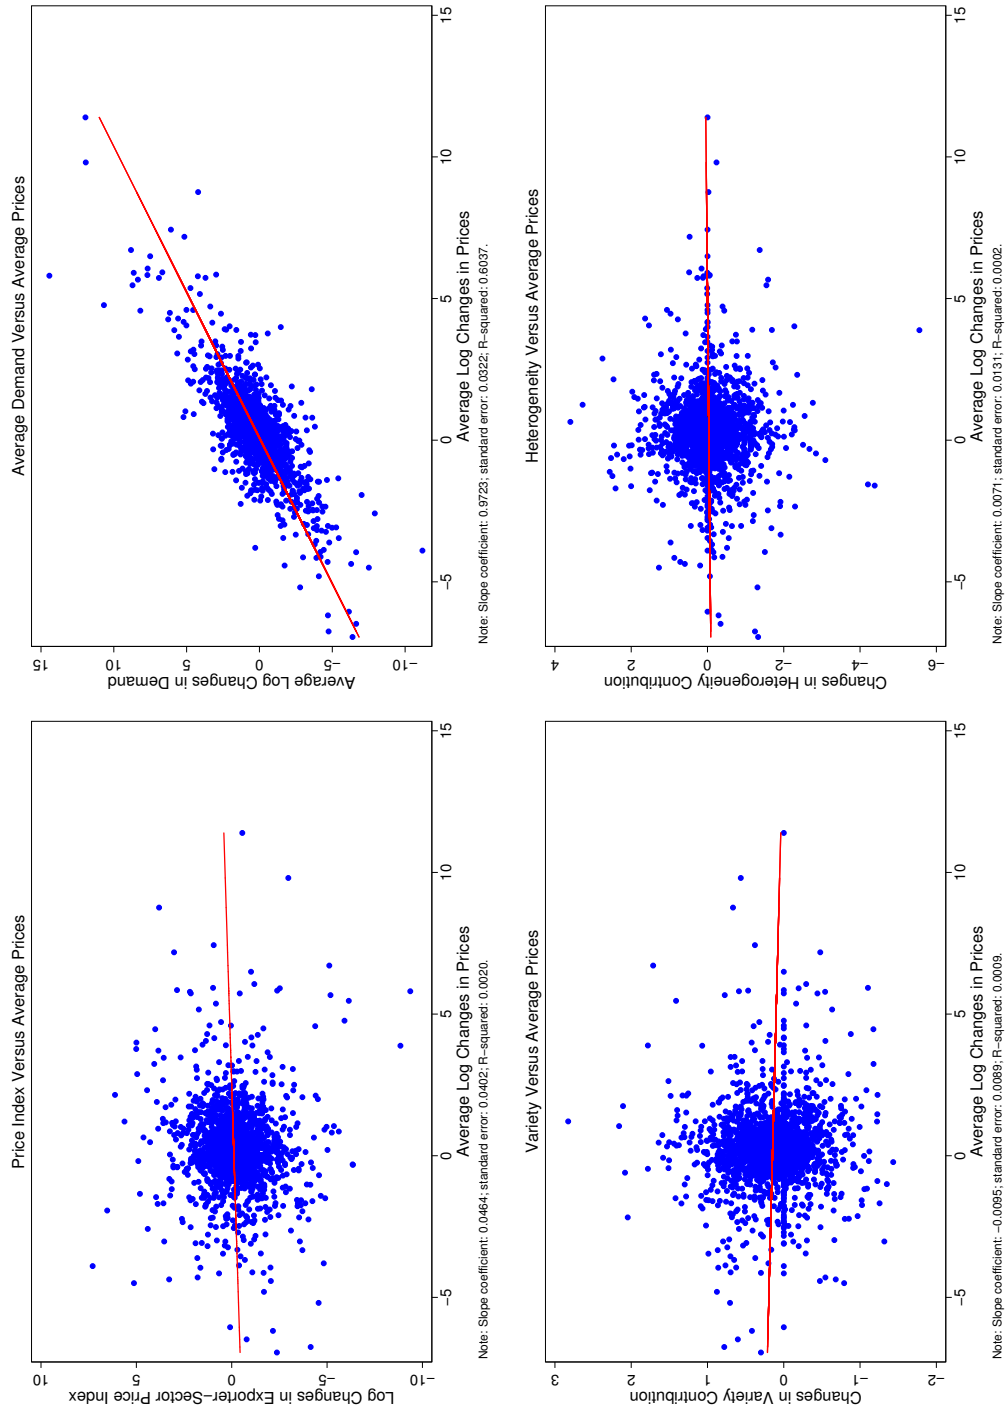 Price Index Versus Average Prices
Log Changes in Exporter−Sector Price Index
10
5
0
−5
−10
−5
0
5
10
15
Average Log Changes in Prices
Note: Slope coefficient: 0.0464; standard error: 0.0402; R−squared: 0.0020.
Average Demand Versus Average Prices
Average Log Changes in Demand
15
10
5
0
−5
−10
−5
0
5
10
15
Average Log Changes in Prices
Note: Slope coefficient: 0.9723; standard error: 0.0322; R−squared: 0.6037.
Variety Versus Average Prices
Changes in Variety Contribution
3
2
1
0
−1
−2
−5
0
5
10
15
Average Log Changes in Prices
Note: Slope coefficient: −0.0095; standard error: 0.0089; R−squared: 0.0009.
Heterogeneity Versus Average Prices
Changes in Heterogeneity Contribution
4
2
0
−2
−4
−6
−5
0
5
10
15
Average Log Changes in Prices
Note: Slope coefficient: 0.0071; standard error: 0.0131; R−squared: 0.0002.